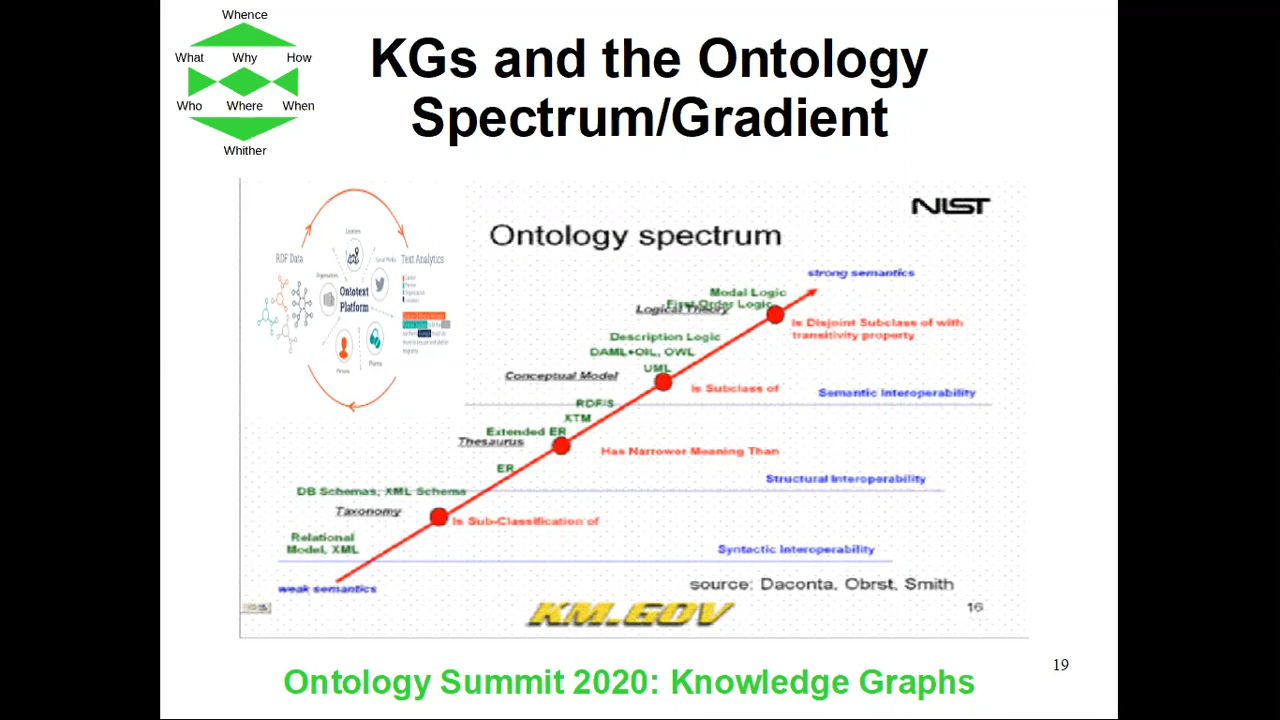 Whence
What Why How
Who Where When
Whither
KGs and the Ontology
Spectrum/Gradient
NIST
Ontology spectrum
RDF Data
Text Analytics
Ontotext
Platform
strong semantics
Modal Logic
First Order Logic
Logical Theory
Is Disjoint Subclass of with
transitivity property
Description Logic
DAML+OIL, OWL
UML
Conceptual Model
Is Subclass of
Semantic Interoperability
RDF/S
XTM
Extended ER
Thesaurus
Has Narrower Meaning Than
ER
Structural Interoperability
DB Schemas, XML Schema
Taxonomy
Is Sub-Classification of
Relational
Model, XML
Syntactic Interoperability
weak semantics
source: Daconta, Obrst, Smith
KM.GOV
16
19
Ontology Summit 2020: Knowledge Graphs